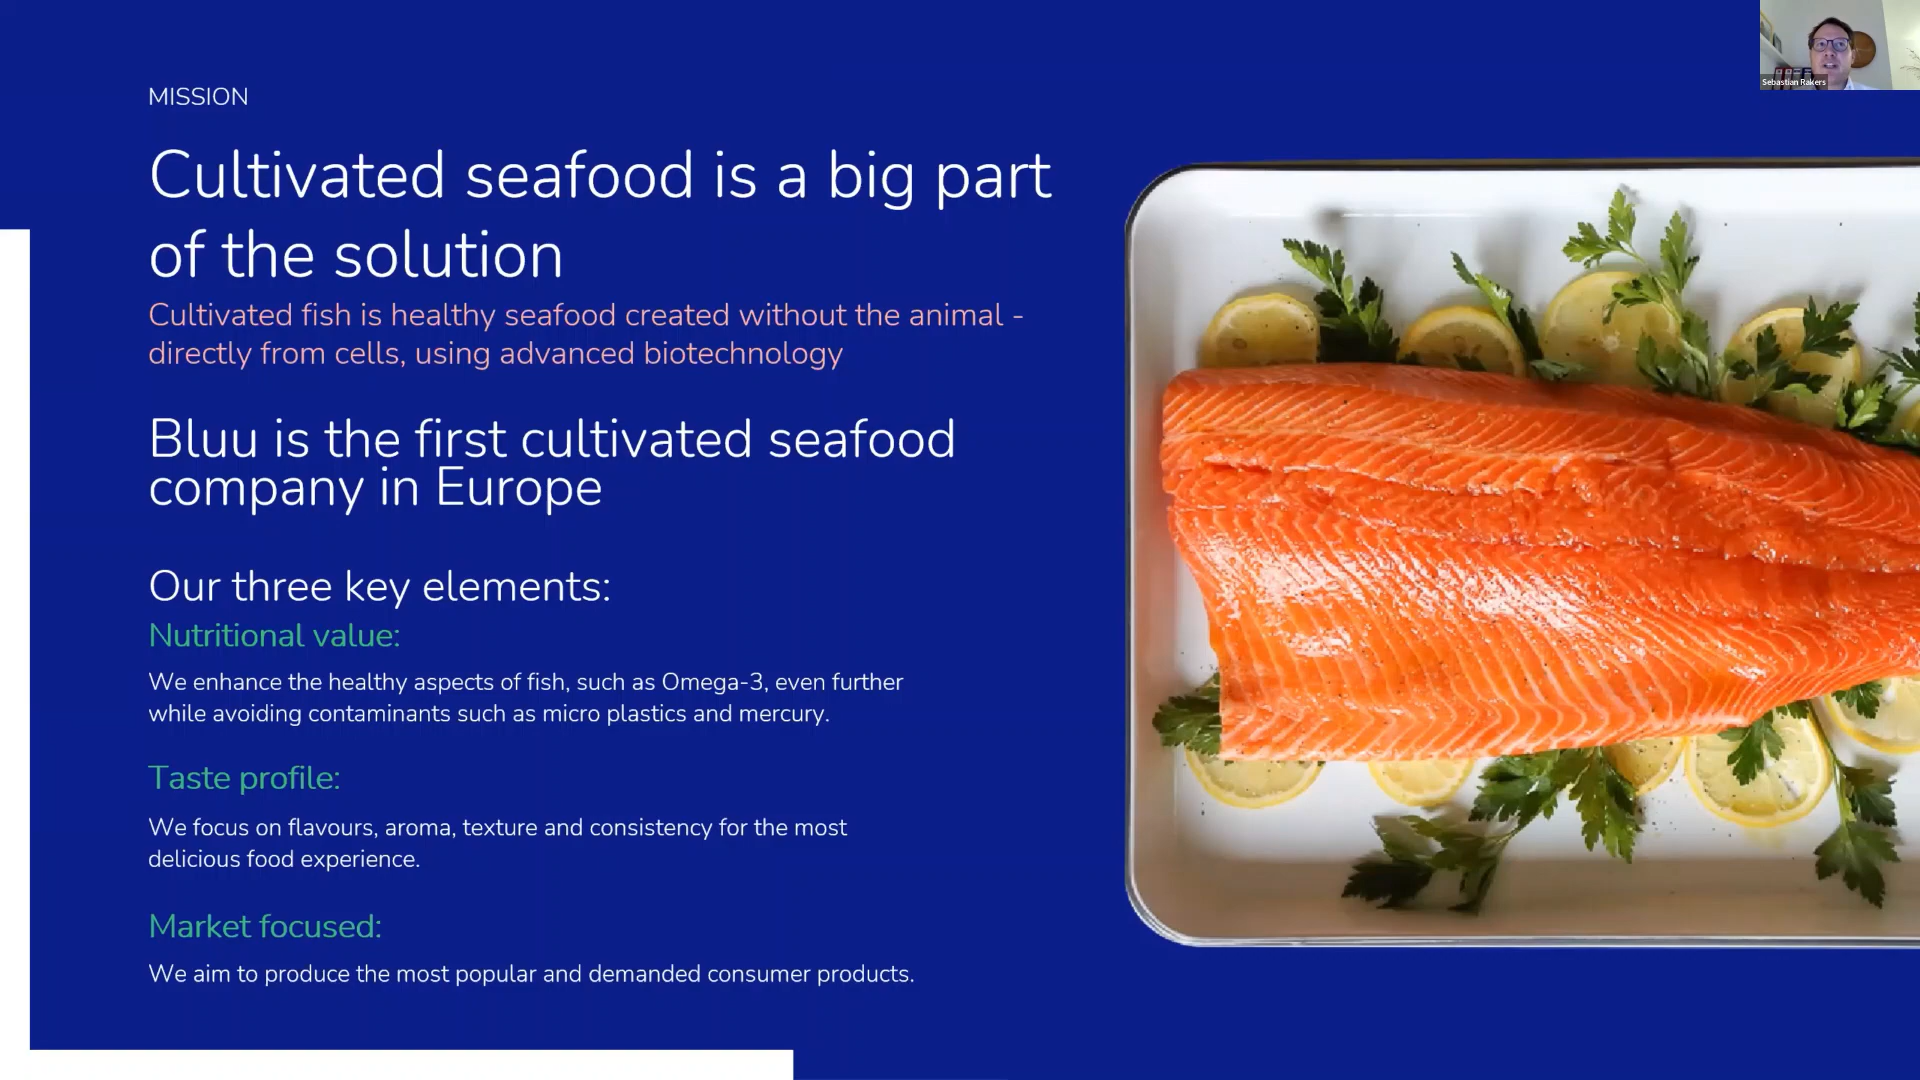 Sebastian Rakers
MISSION
Cultivated seafood is a big part
of the solution
Cultivated fish is healthy seafood created without the animal -
directly from cells, using advanced biotechnology
Bluu is the first cultivated seafood
company in Europe
Our three key elements:
Nutritional value:
We enhance the healthy aspects of fish, such as Omega-3, even further
while avoiding contaminants such as micro plastics and mercury.
Taste profile:
We focus on flavours, aroma, texture and consistency for the most
delicious food experience.
Market focused:
We aim to produce the most popular and demanded consumer products.